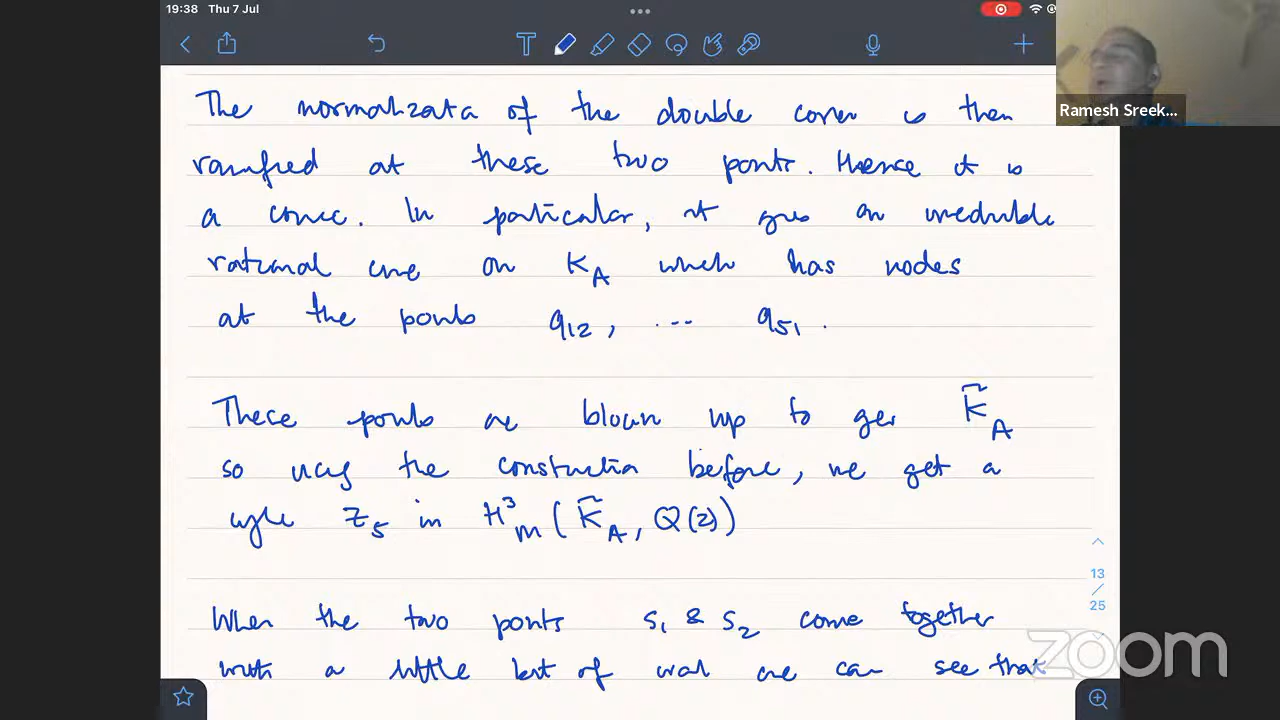 19:38 Thu 7 Jul
Ramesh Sreek...
The normalization of the double cover is then
ramified at these two points. Hence it is
a conic. In particular, it gives an irreducible
rational curve on K_A which has nodes
at the points q_12, ... q_51.
These points are blown up to get K̃_A
so using the construction before, we get a
cycle Z_5 in H^3_M (K̃_A, Q(2))
When the two points s_1 & s_2 come together
with a little bit of work one can see that
13
/
25
zoom